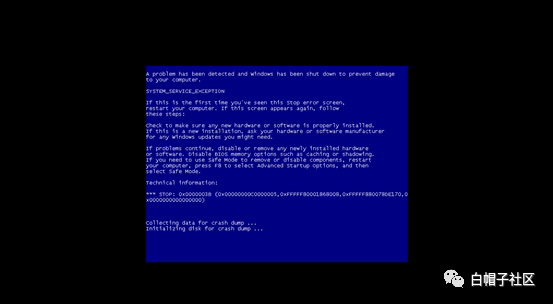 A problem has been detected and Windows has been shut down to prevent damage
to your computer.
SYSTEM_SERVICE_EXCEPTION
If this is the first time you've seen this Stop error screen,
restart your computer. If this screen appears again, follow
these steps:
Check to make sure any new hardware or software is properly installed.
If this is a new installation, ask your hardware or software manufacturer
for any Windows updates you might need.
If problems continue, disable or remove any newly installed hardware
or software. Disable BIOS memory options such as caching or shadowing.
If you need to use Safe Mode to remove or disable components, restart
your computer, press F8 to select Advanced Startup Options, and then
select Safe Mode.
Technical information:
*** STOP: 0x0000003B (0x00000000C0000005,
x0000000000000000)
Collecting data for crash dump ...
Initializing disk for crash dump ...
白帽子社区